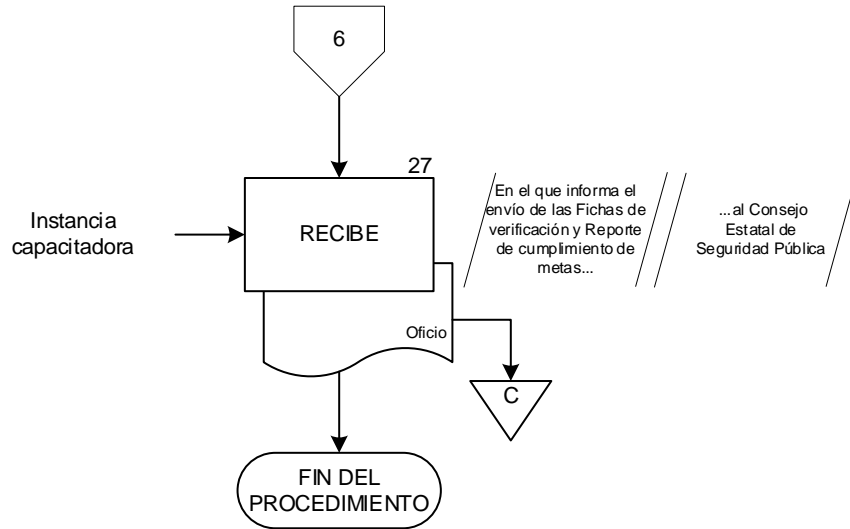 6
27
Instancia
capacitadora
RECIBE
En el que informa el
envío de las Fichas de
verificación y Reporte
de cumplimiento de
metas...
...al Consejo
Estatal de
Seguridad Pública
Oficio
C
FIN DEL
PROCEDIMIENTO